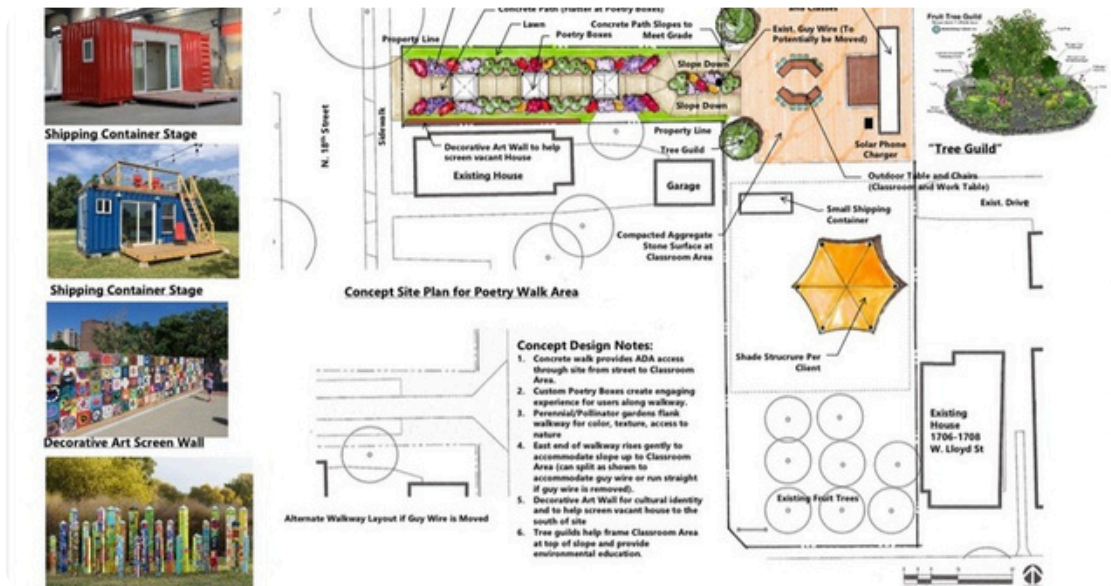 Shipping Container Stage
Shipping Container Stage
Decorative Art Screen Wall
Concrete Path (Flatter at Poetry Boxes)
Lawn
Property Line
Poetry Boxes
Concrete Path Slopes to
Meet Grade
and Classes
Exist. Guy Wire (To
Potentially be Moved)
Slope Down
Slope Down
N. 18th Street
Sidewalk
Decorative Art Wall to help
screen vacant House
Existing House
Property Line
Tree Guild
Garage
Solar Phone
Charger
Outdoor Table and Chairs
(Classroom and Work Table)
Fruit Tree Guild
"Tree Guild"
Exist. Drive
Small Shipping
Container
Compacted Aggregate
Stone Surface at
Classroom Area
Concept Site Plan for Poetry Walk Area
Shade Strucrure Per
Client
Alternate Walkway Layout if Guy Wire is Moved
Concept Design Notes:
1. Concrete walk provides ADA access
through site from street to Classroom
Area.
2. Custom Poetry Boxes create engaging
experience for users along walkway.
3. Perennial/Pollinator gardens flank
walkway for color, texture, access to
nature
4. East end of walkway rises gently to
accommodate slope up to Classroom
Area (can split as shown to
accommodate guy wire or run straight
if guy wire is removed).
5. Decorative Art Wall for cultural identity
and to help screen vacant house to the
south of site
6. Tree guilds help frame Classroom Area
at top of slope and provide
environmental education.
Existing
House
1706-1708
W. Lloyd St
Existing Fruit Trees